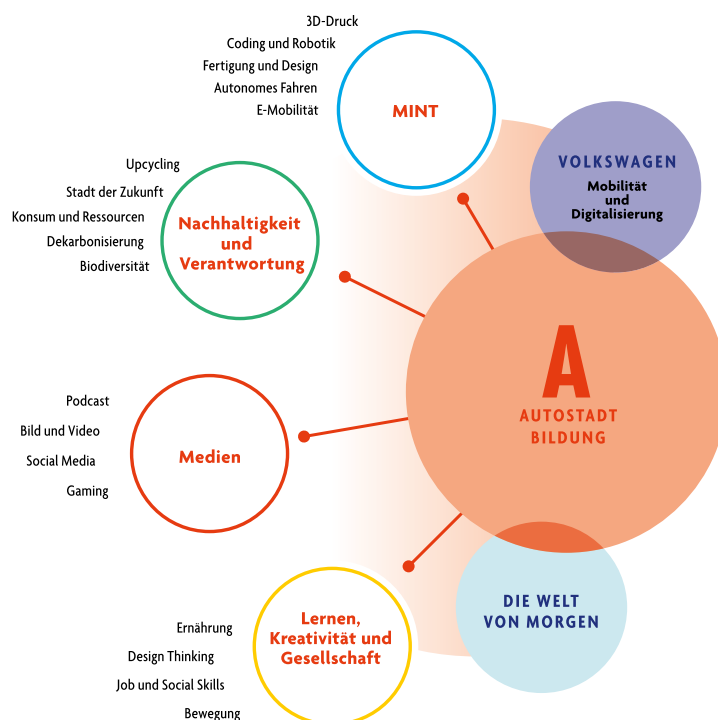 3D-Druck
Coding und Robotik
Fertigung und Design
Autonomes Fahren
E-Mobilität
MINT
VOLKSWAGEN
Mobilität
und
Digitalisierung
Upcycling
Stadt der Zukunft
Konsum und Ressourcen
Dekarbonisierung
Biodiversität
Nachhaltigkeit
und
Verantwortung
A
AUTOSTADT
BILDUNG
Podcast
Bild und Video
Social Media
Gaming
Medien
Ernährung
Design Thinking
Job und Social Skills
Bewegung
Lernen,
Kreativität und
Gesellschaft
DIE WELT
VON MORGEN